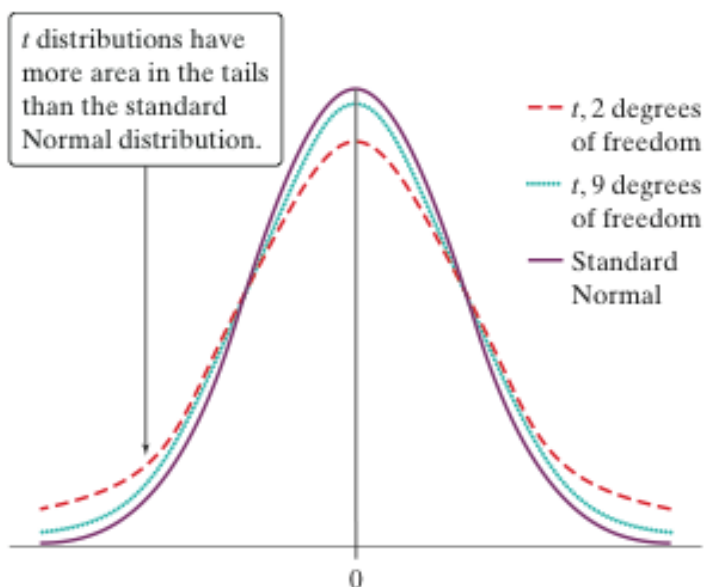 t distributions have
more area in the tails
than the standard
Normal distribution.
t, 2 degrees
of freedom
t, 9 degrees
of freedom
Standard
Normal
0